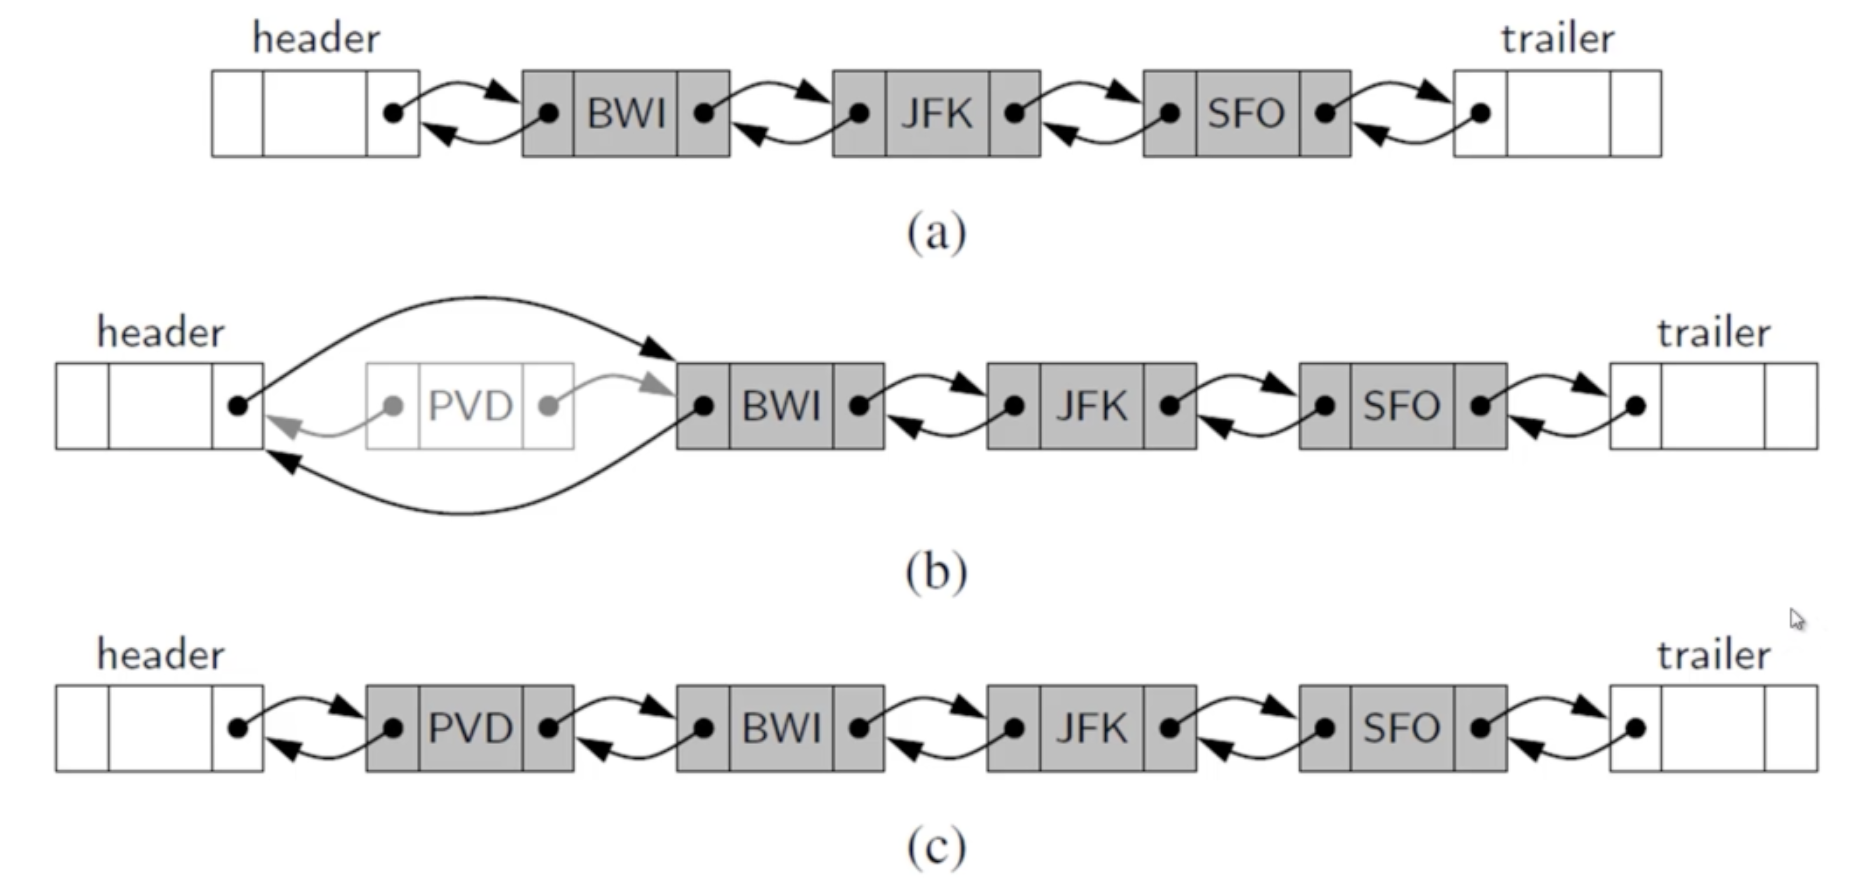 header trailer
BWI JFK SFO
(a)
header trailer
PVD BWI JFK SFO
(b)
header trailer
PVD BWI JFK SFO
(c)